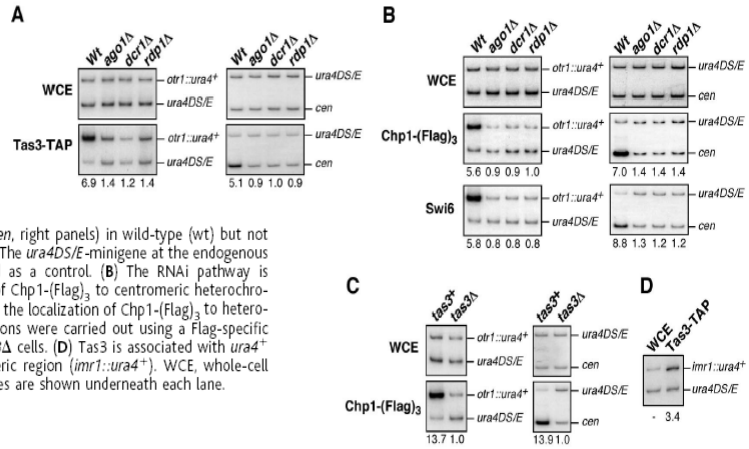 A
Wt ago1Δ dcr1Δ rdp1Δ
Wt ago1Δ dcr1Δ rdp1Δ
WCE
otr1::ura4+
ura4DS/E
ura4DS/E
cen
Tas3-TAP
otr1::ura4+
ura4DS/E
ura4DS/E
cen
6.9 1.4 1.2 1.4
5.1 0.9 1.0 0.9
B
Wt ago1Δ dcr1Δ rdp1Δ
Wt ago1Δ dcr1Δ rdp1Δ
WCE
otr1::ura4+
ura4DS/E
ura4DS/E
cen
Chp1-(Flag)3
otr1::ura4+
ura4DS/E
ura4DS/E
cen
5.6 0.9 0.9 1.0
7.0 1.4 1.4 1.4
Swi6
otr1::ura4+
ura4DS/E
ura4DS/E
cen
5.8 0.8 0.8 0.8
8.8 1.3 1.2 1.2
en, right panels) in wild-type (wt) but not
The ura4DS/E-minigene at the endogenous
as a control. (B) The RNAi pathway is
of Chp1-(Flag)3 to centromeric heterochro-
the localization of Chp1-(Flag)3 to hetero-
ons were carried out using a Flag-specific
3Δ cells. (D) Tas3 is associated with ura4+
eric region (imr1::ura4+). WCE, whole-cell
es are shown underneath each lane.
C
tas3+ tas3Δ
tas3+ tas3Δ
WCE
otr1::ura4+
ura4DS/E
ura4DS/E
cen
Chp1-(Flag)3
otr1::ura4+
ura4DS/E
ura4DS/E
cen
13.7 1.0
13.9 1.0
D
WCE Tas3-TAP
imr1::ura4+
ura4DS/E
- 3.4